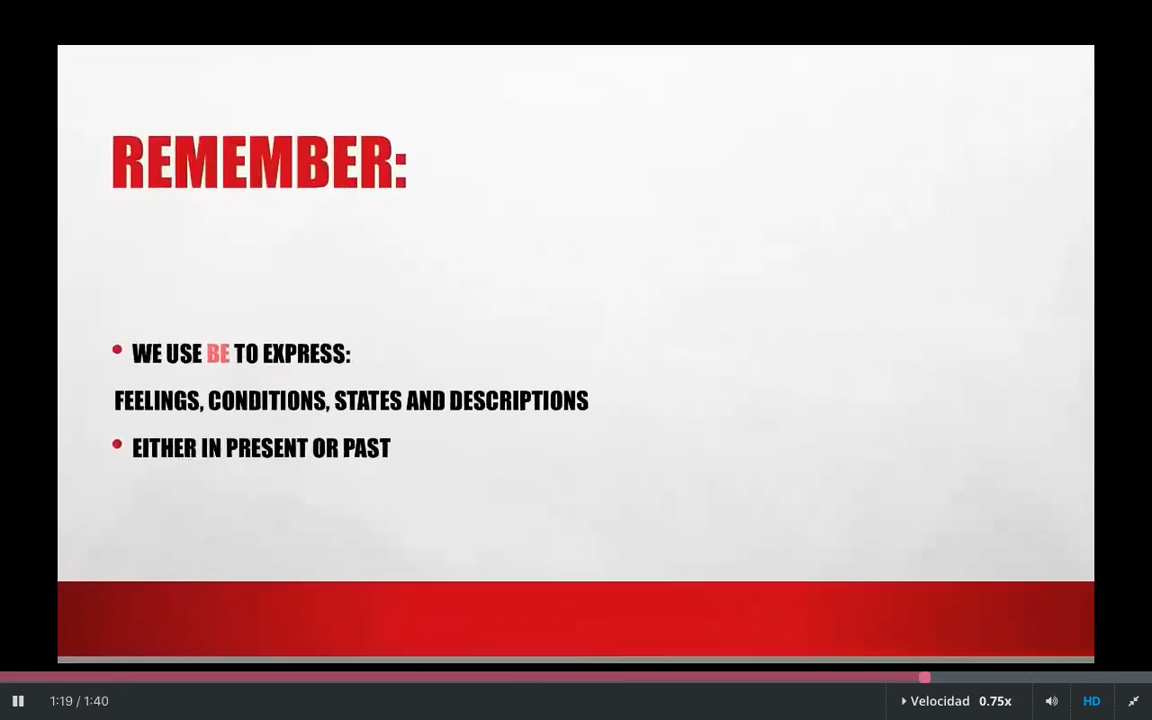 REMEMBER:
• WE USE BE TO EXPRESS:
FEELINGS, CONDITIONS, STATES AND DESCRIPTIONS
• EITHER IN PRESENT OR PAST
1:19 / 1:40
Velocidad 0.75x
HD